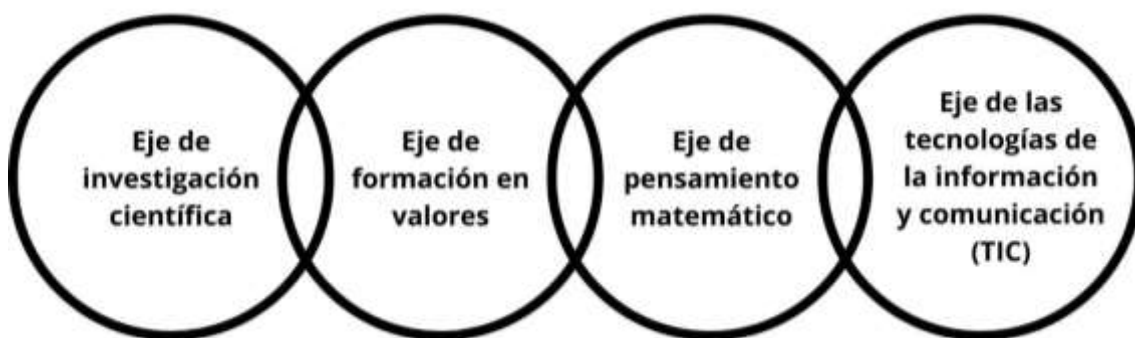 Eje de
investigación
científica
Eje de
formación en
valores
Eje de
pensamiento
matemático
Eje de las
tecnologías de
la información
y comunicación
(TIC)